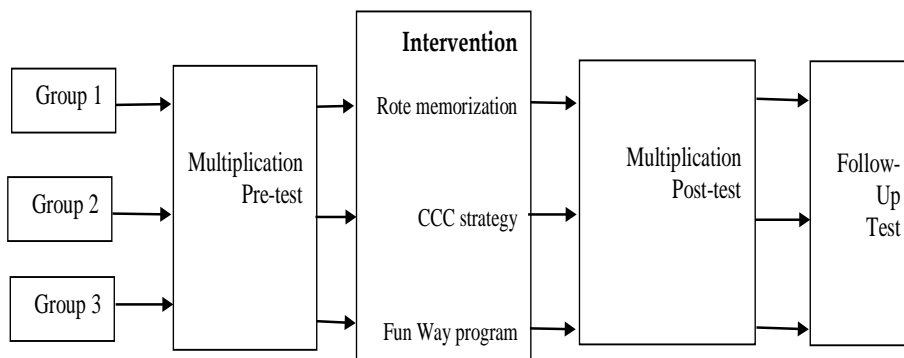 Group 1
Group 2
Group 3
Multiplication
Pre-test
Intervention
Rote memorization
CCC strategy
Fun Way program
Multiplication
Post-test
Follow-
Up
Test